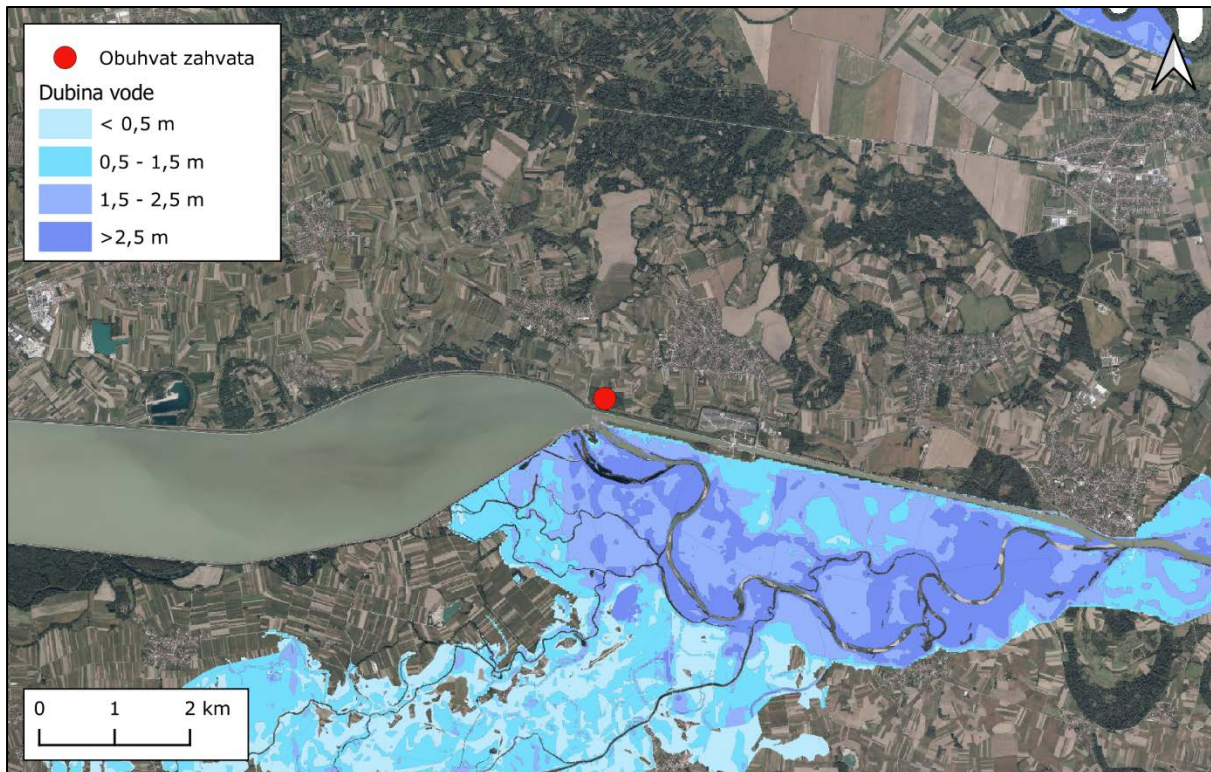 Obuhvat zahvata
Dubina vode
< 0,5 m
0,5 - 1,5 m
1,5 - 2,5 m
>2,5 m
0 1 2 km